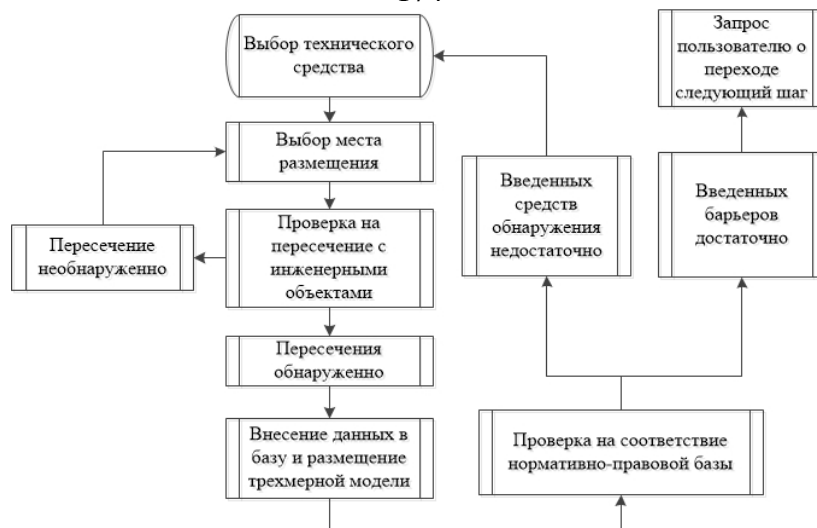 Выбор технического
средства
Выбор места
размещения
Проверка на
пересечение с
инженерными
объектами
Пересечение
необнаруженно
Пересечения
обнаруженно
Внесение данных в
базу и размещение
трехмерной модели
Введенных
средств
обнаружения
недостаточно
Запрос
пользователю о
переходе
следующий шаг
Введенных
барьеров
достаточно
Проверка на соответствие
нормативно-правовой базы